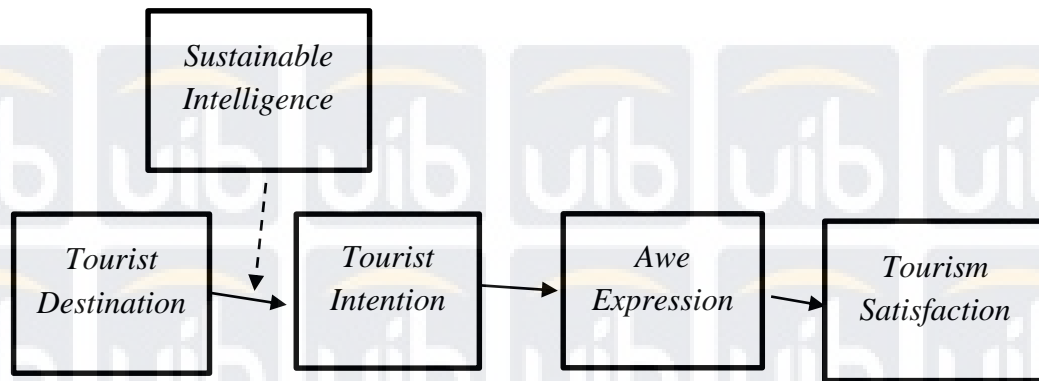 Sustainable
Intelligence
Tourist
Destination
Tourist
Intention
Awe
Expression
Tourism
Satisfaction
uib
uib
uib
uib
uib
uib